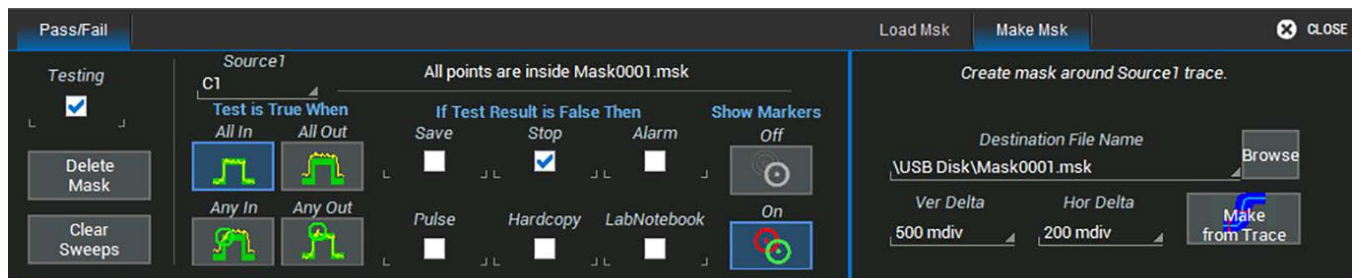 Pass/Fail
Load Msk
Make Msk
CLOSE
Testing
Delete
Mask
Clear
Sweeps
Source1
C1
All points are inside Mask0001.msk
Test is True When
If Test Result is False Then
Show Markers
All In
All Out
Save
Stop
Alarm
Off
Any In
Any Out
Pulse
Hardcopy
LabNotebook
On
Create mask around Source1 trace.
Destination File Name
\USB Disk\Mask0001.msk
Browse
Ver Delta
Hor Delta
500 mdiv
200 mdiv
Make
from Trace